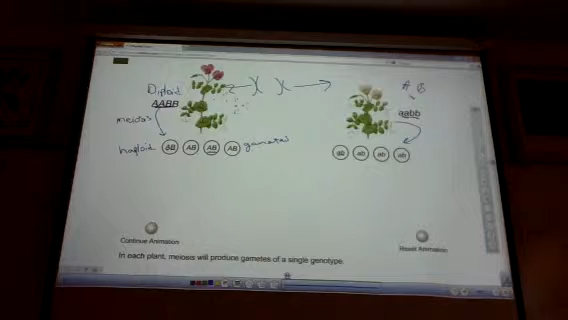 Diploid
AABB
meiosis
haploid AB AB AB AB gametes
A B
aabb
ab ab ab ab
Continue Animation
Reset Animation
In each plant, meiosis will produce gametes of a single genotype.